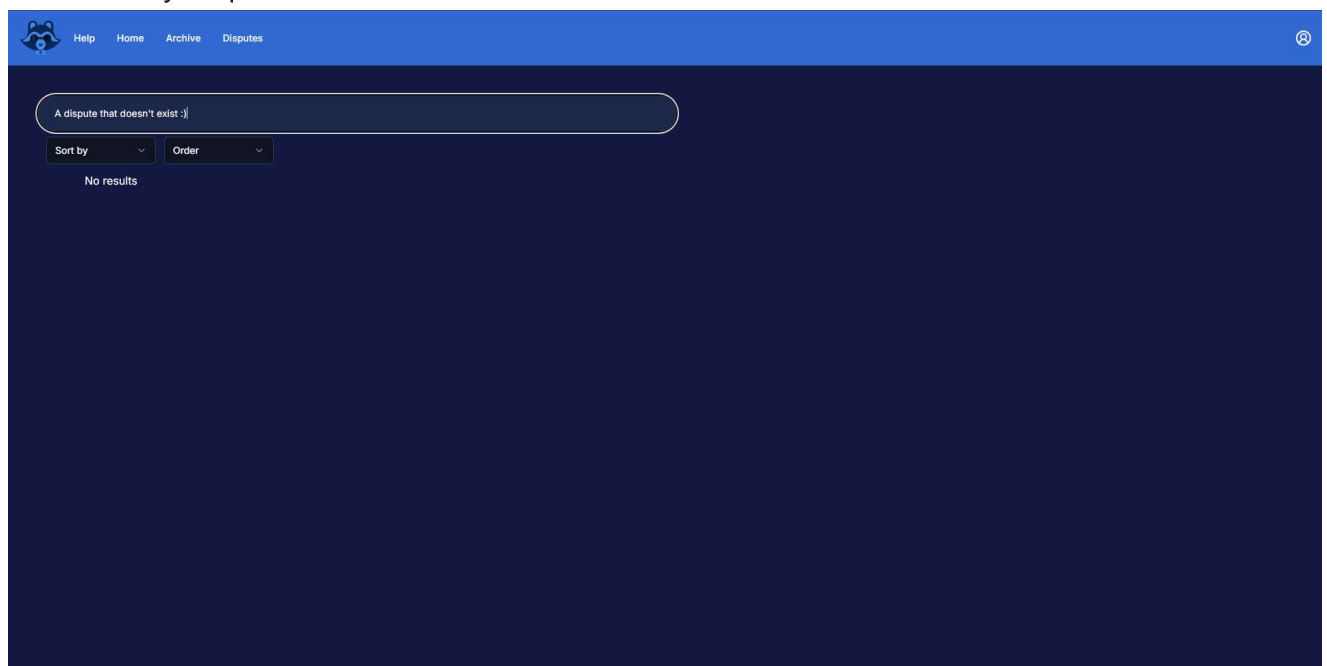 Help Home Archive Disputes
A dispute that doesn't exist :)
Sort by Order
No results